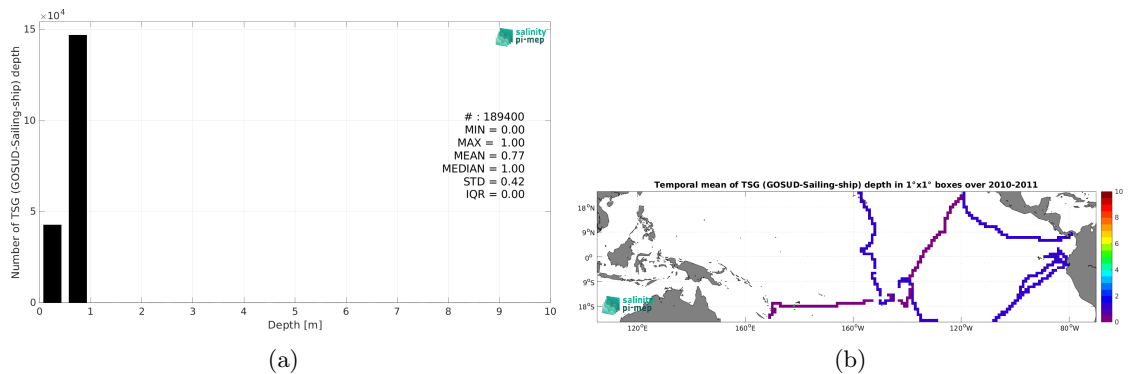 ×10⁴
15
10
5
0
Number of TSG (GOSUD-Sailing-ship) depth
0 1 2 3 4 5 6 7 8 9 10
Depth [m]
salinity
pi-mep
# : 189400
MIN = 0.00
MAX = 1.00
MEAN = 0.77
MEDIAN = 1.00
STD = 0.42
IQR = 0.00
(a)
Temporal mean of TSG (GOSUD-Sailing-ship) depth in 1°x1° boxes over 2010-2011
18°N
9°N
0°
9°S
18°S
120°E 160°E 160°W 120°W 80°W
salinity
pi-mep
10
8
6
4
2
0
(b)